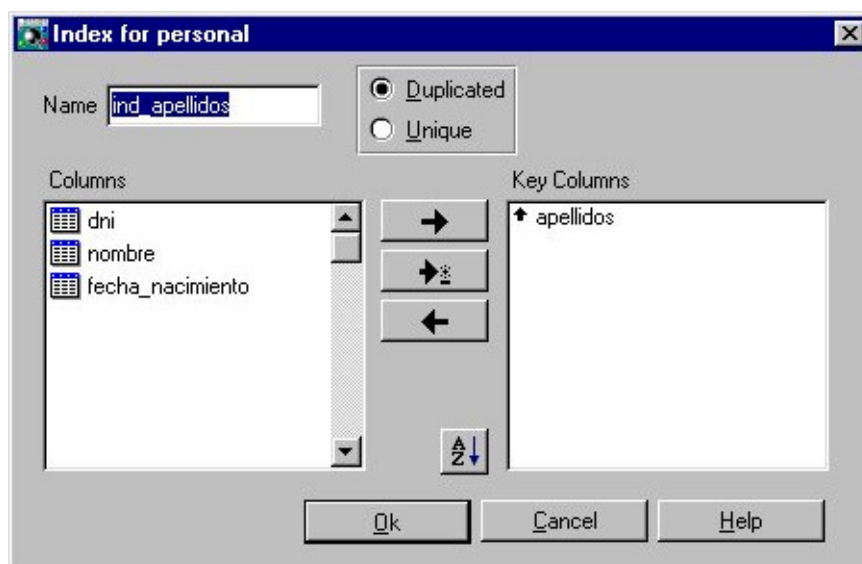 Index for personal
Name ind_apellidos
Duplicated
Unique
Columns
dni
nombre
fecha_nacimiento
Key Columns
apellidos
A
Z
Ok
Cancel
Help